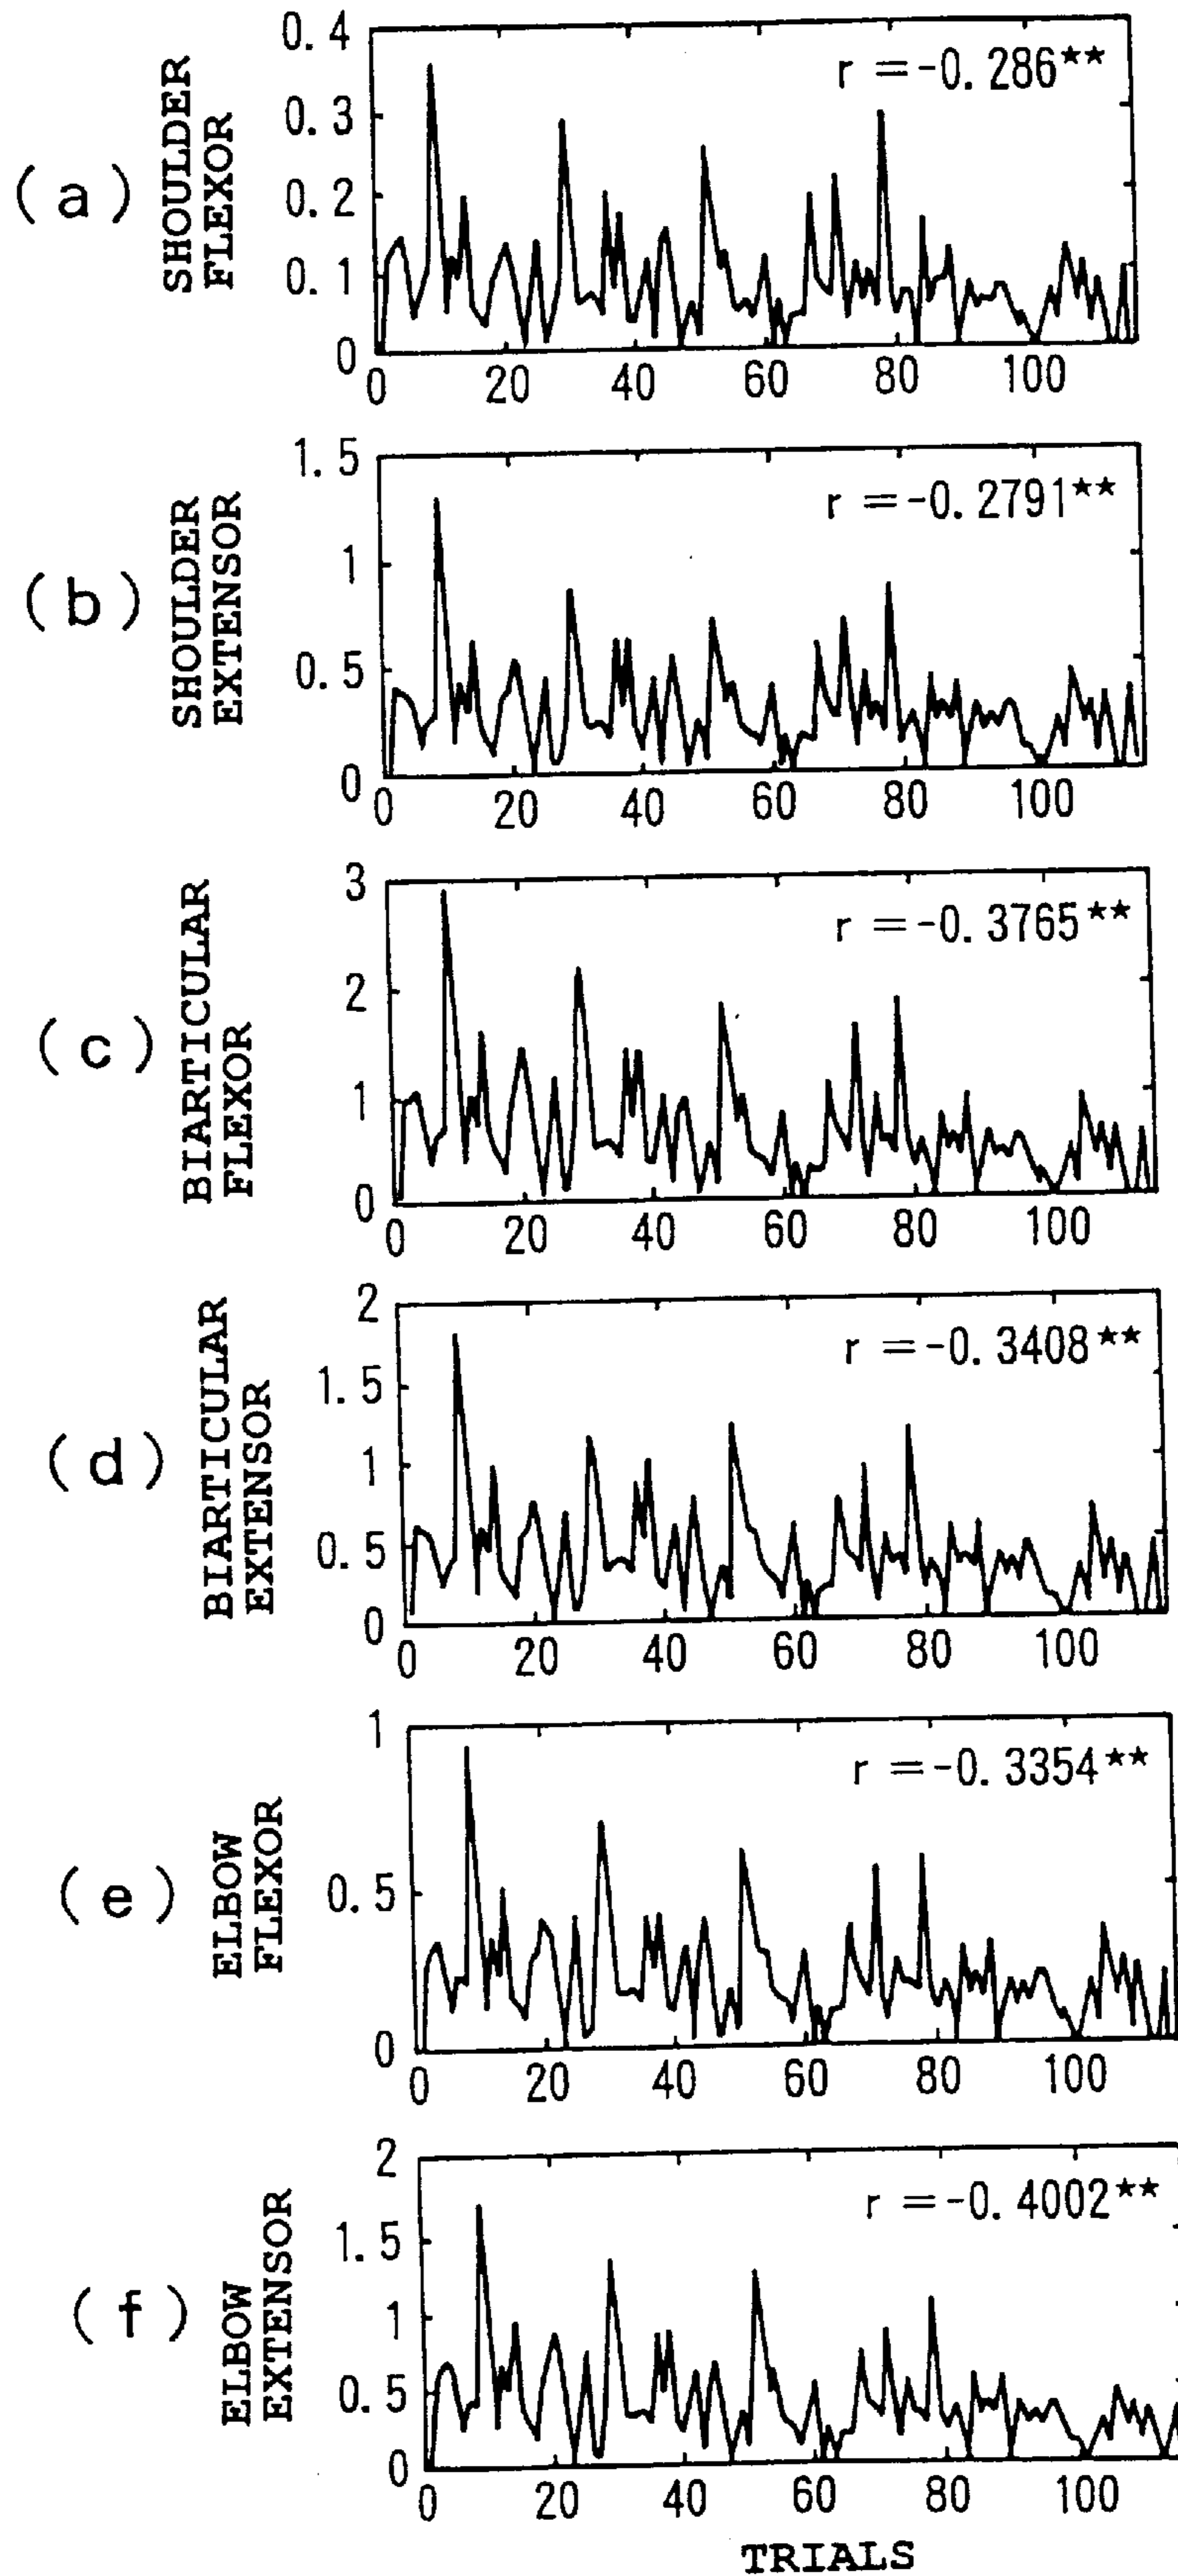 (a)
SHOULDER
FLEXOR
0.4
0.3
0.2
0.1
0
r =-0.286**
0 20 40 60 80 100
(b)
SHOULDER
EXTENSOR
1.5
1
0.5
0
r =-0.2791**
0 20 40 60 80 100
(c)
BIARTICULAR
FLEXOR
3
2
1
0
r =-0.3765**
0 20 40 60 80 100
(d)
BIARTICULAR
EXTENSOR
2
1.5
1
0.5
0
r =-0.3408**
0 20 40 60 80 100
(e)
ELBOW
FLEXOR
1
0.5
0
r =-0.3354**
0 20 40 60 80 100
(f)
ELBOW
EXTENSOR
2
1.5
1
0.5
0
r =-0.4002**
0 20 40 60 80 100
TRIALS